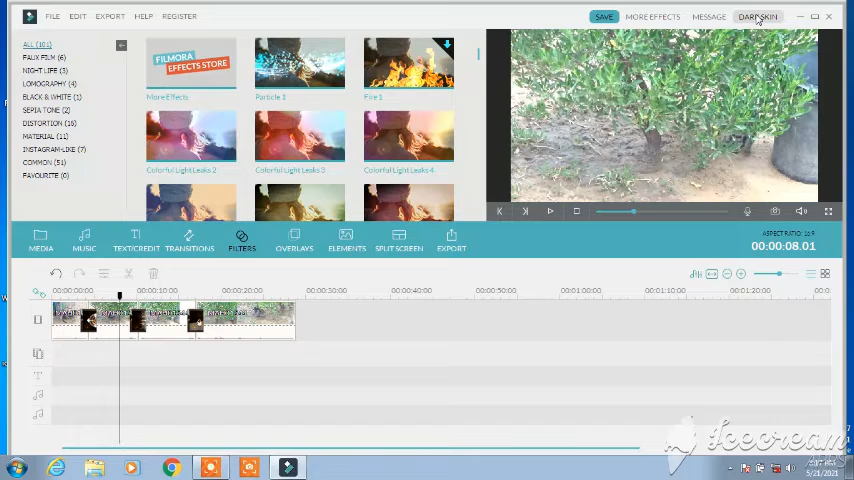 FILE EDIT EXPORT HELP REGISTER
SAVE MORE EFFECTS MESSAGE DARK SKIN
ALL (101)
FAUX FILM (6)
NIGHT LIFE (3)
LOMOGRAPHY (4)
BLACK & WHITE (1)
SEPIA TONE (2)
DISTORTION (16)
MATERIAL (11)
INSTAGRAM-LIKE (7)
COMMON (51)
FAVOURITE (0)
FILMORA
EFFECTS STORE
More Effects Particle 1 Fire 1
Colorful Light Leaks 2 Colorful Light Leaks 3 Colorful Light Leaks 4
MEDIA MUSIC TEXT/CREDIT TRANSITIONS FILTERS OVERLAYS ELEMENTS SPLIT SCREEN EXPORT
ASPECT RATIO: 16:9
00:00:08.01
00:00:00:00 00:00:10:00 00:00:20:00 00:00:30:00 00:00:40:00 00:00:50:00 00:01:00:00 00:01:10:00 00:01:20:00
Icecream
5/21/2021